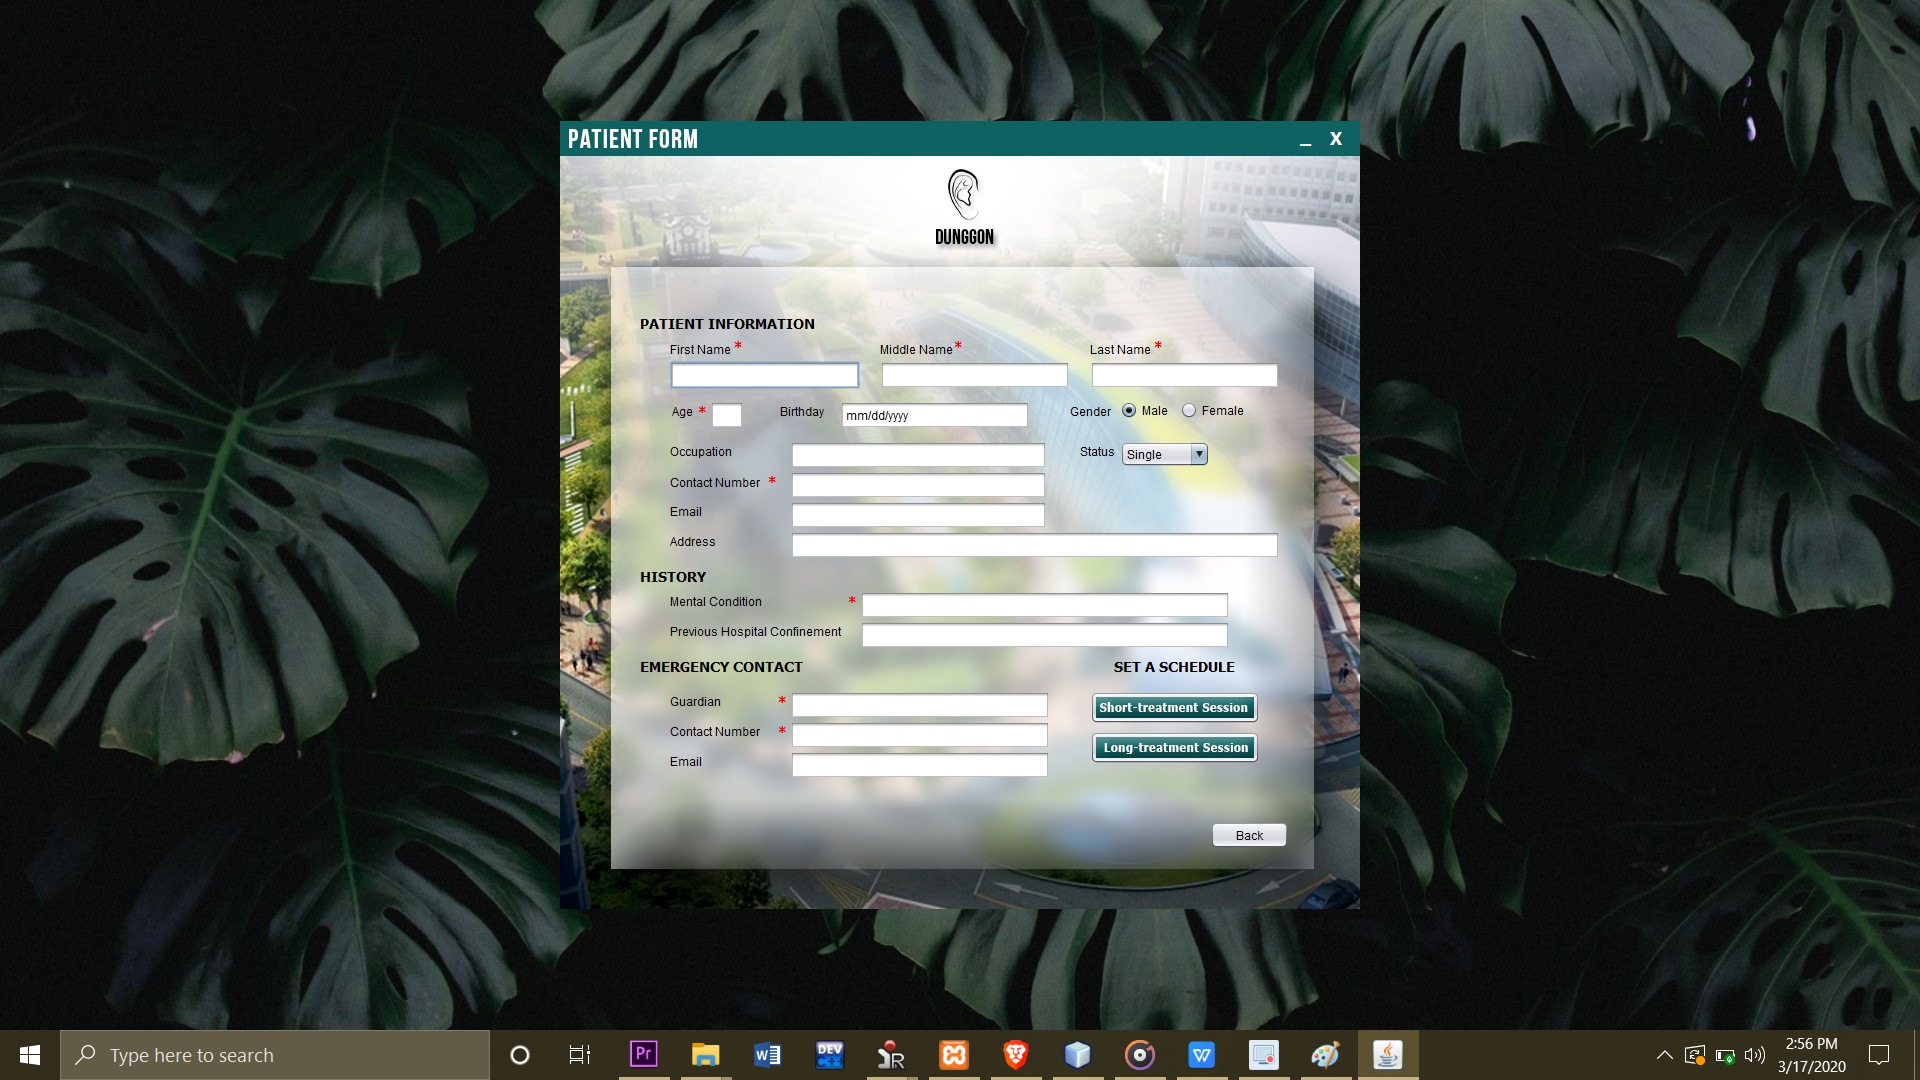 PATIENT FORM _ X
DUNGGON
PATIENT INFORMATION
First Name * Middle Name * Last Name *
Age * Birthday mm/dd/yyyy Gender Male Female
Occupation Status Single
Contact Number *
Email
Address
HISTORY
Mental Condition *
Previous Hospital Confinement
EMERGENCY CONTACT SET A SCHEDULE
Guardian * Short-treatment Session
Contact Number *
Long-treatment Session
Email
Back
Type here to search Pr W DEV C++ R W 2:56 PM
3/17/2020